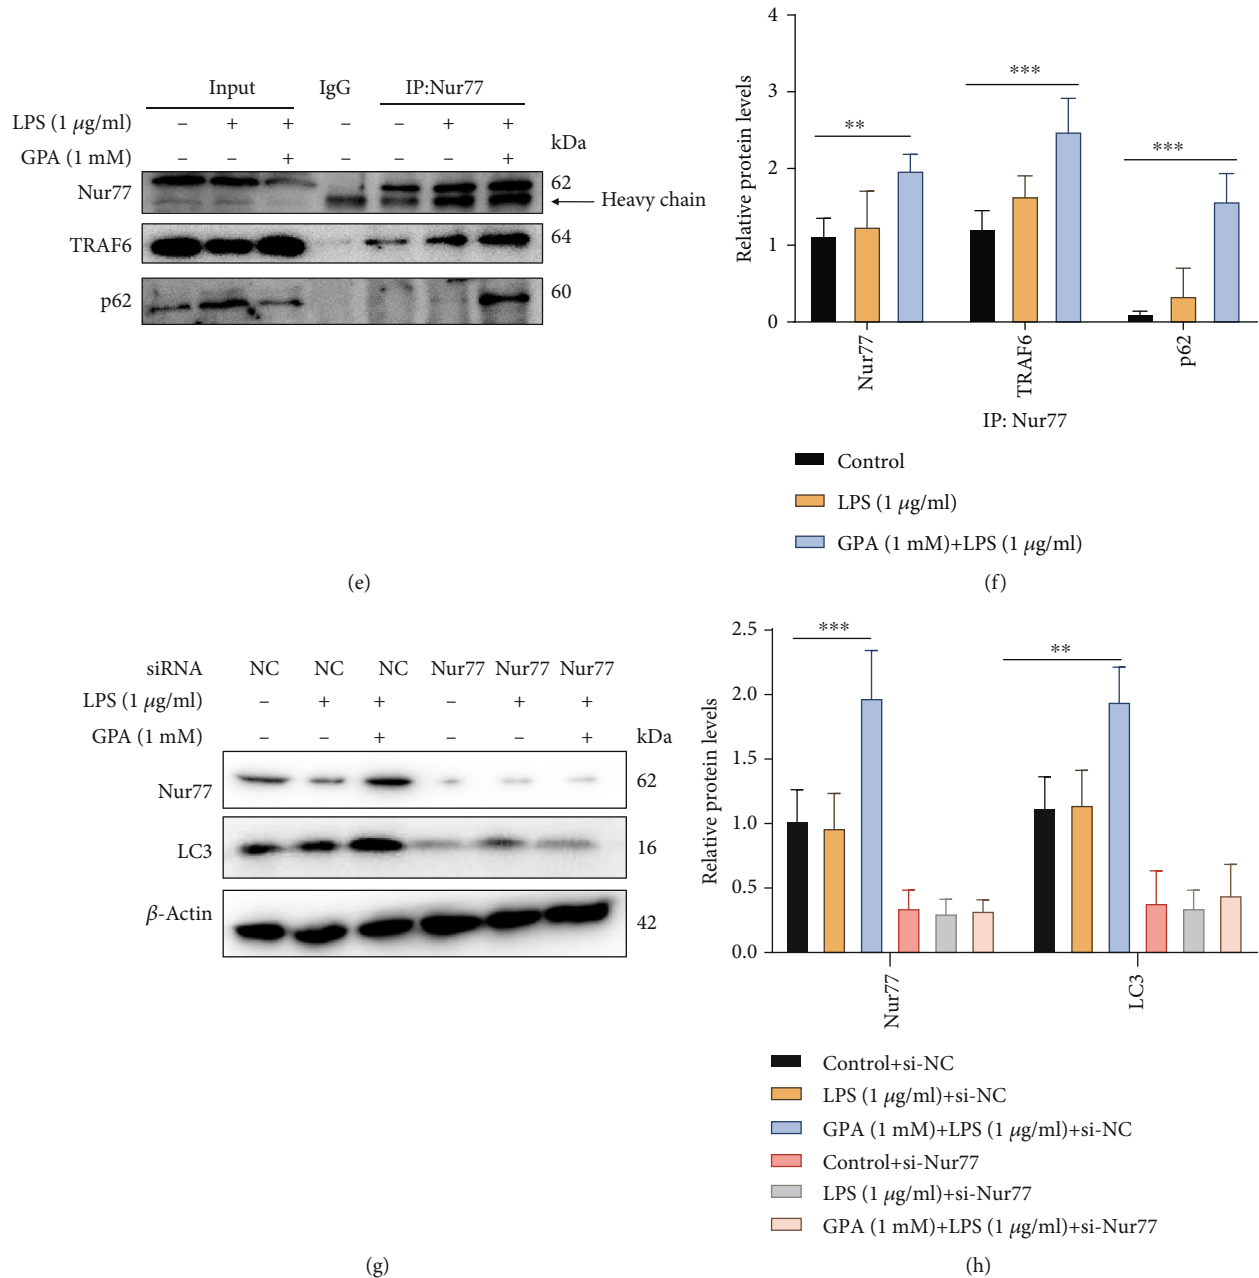 Input IgG IP:Nur77
LPS (1 μg/ml) – + + – – + +
GPA (1 mM) – – + – – – +
kDa
Nur77 62
Heavy chain
TRAF6 64
p62 60
(e)
4
3
2
1
0
Relative protein levels
** *** ***
Nur77 TRAF6 p62
IP: Nur77
Control
LPS (1 μg/ml)
GPA (1 mM)+LPS (1 μg/ml)
(f)
siRNA NC NC NC Nur77 Nur77 Nur77
LPS (1 μg/ml) – + + – + +
GPA (1 mM) – – + – – + kDa
Nur77 62
LC3 16
β-Actin 42
(g)
2.5
2.0
1.5
1.0
0.5
0.0
Relative protein levels
*** **
Nur77 LC3
Control+si-NC
LPS (1 μg/ml)+si-NC
GPA (1 mM)+LPS (1 μg/ml)+si-NC
Control+si-Nur77
LPS (1 μg/ml)+si-Nur77
GPA (1 mM)+LPS (1 μg/ml)+si-Nur77
(h)